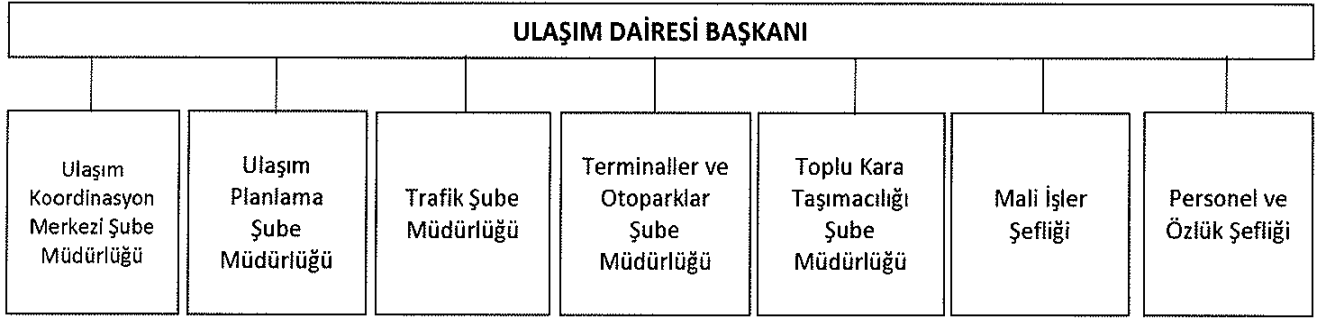 ULAŞIM DAİRESİ BAŞKANI
Ulaşım
Koordinasyon
Merkezi Şube
Müdürlüğü
Ulaşım
Planlama
Şube
Müdürlüğü
Trafik Şube
Müdürlüğü
Terminaller ve
Otoparklar
Şube
Müdürlüğü
Toplu Kara
Taşımacılığı
Şube
Müdürlüğü
Mali İşler
Şefliği
Personel ve
Özlük Şefliği